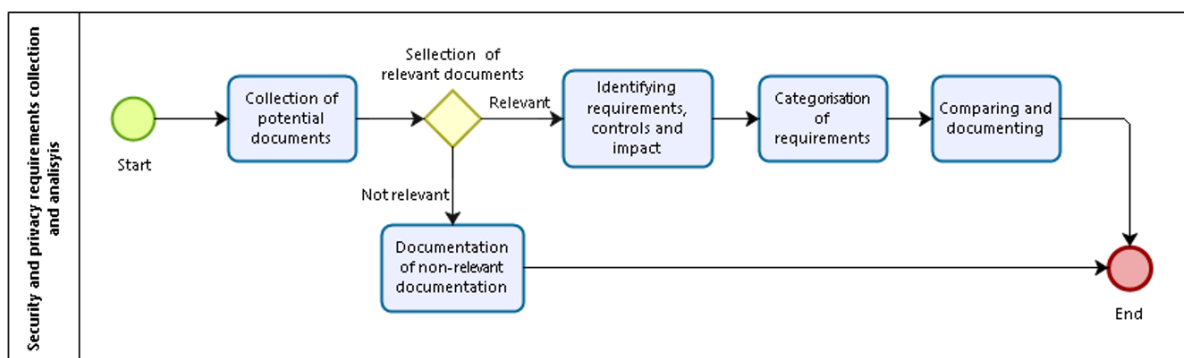 Security and privacy requirements collection
and analisyis
Start
Collection of
potential
documents
Sellection of
relevant documents
Relevant
Not relevant
Identifying
requirements,
controls and
impact
Categorisation
of
requirements
Comparing and
documenting
Documentation
of non-relevant
documentation
End